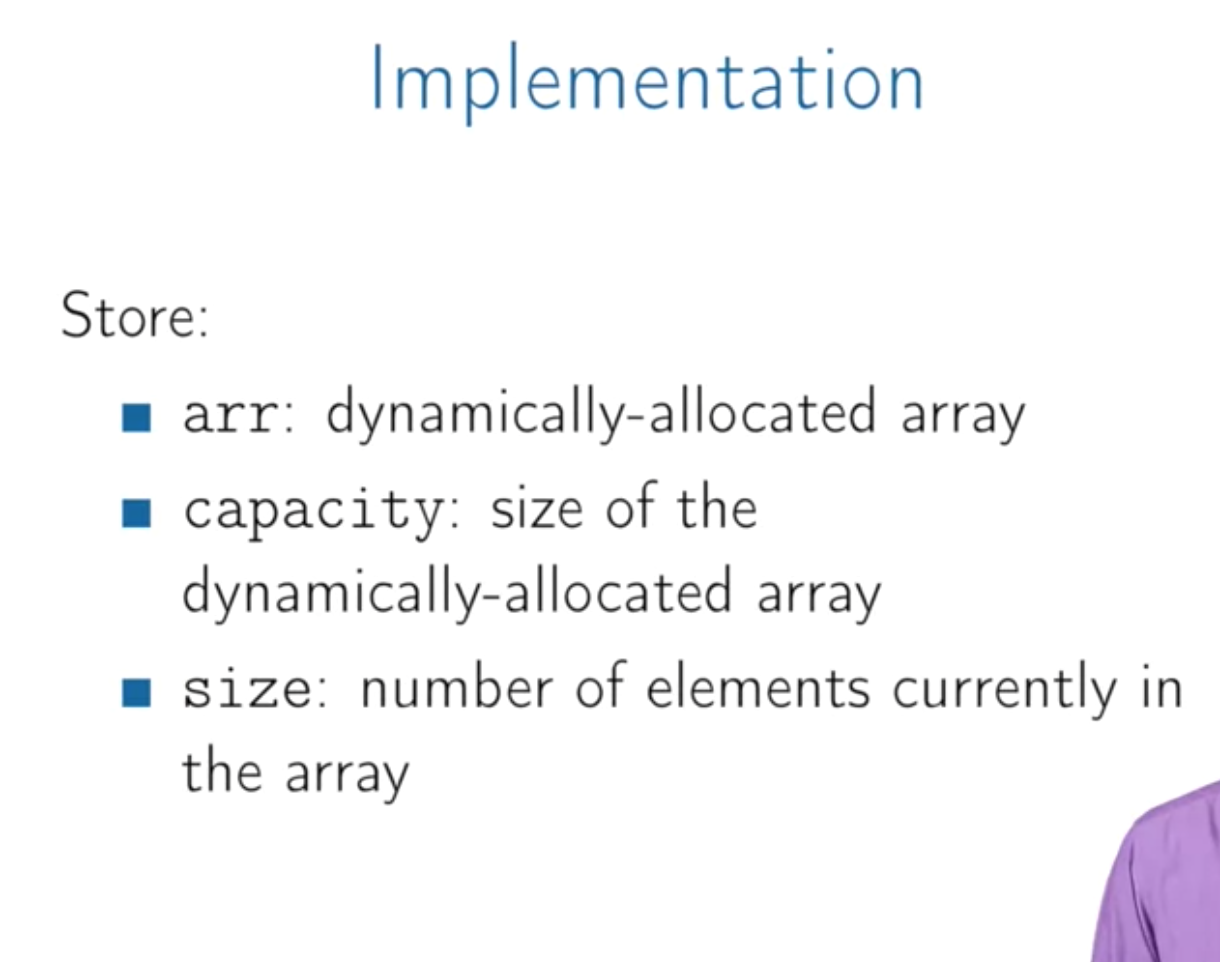 Implementation
Store:
■ arr: dynamically-allocated array
■ capacity: size of the
dynamically-allocated array
■ size: number of elements currently in
the array